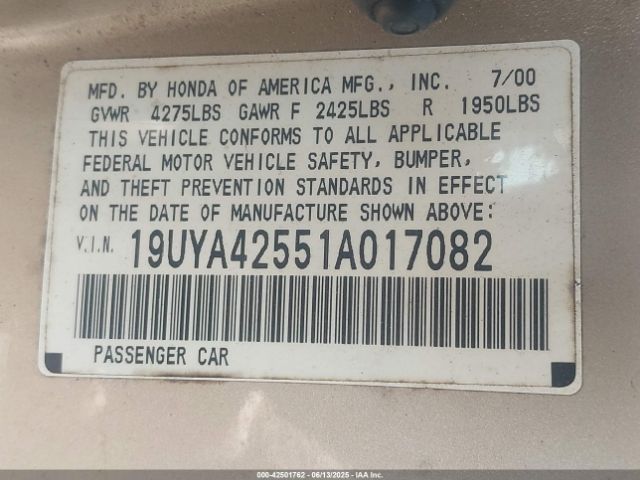 MFD. BY HONDA OF AMERICA MFG., INC. 7/00
GVWR 4275LBS GAWR F 2425LBS R 1950LBS
THIS VEHICLE CONFORMS TO ALL APPLICABLE
FEDERAL MOTOR VEHICLE SAFETY, BUMPER,
AND THEFT PREVENTION STANDARDS IN EFFECT
ON THE DATE OF MANUFACTURE SHOWN ABOVE:
V.I.N. 19UYA42551A017082
PASSENGER CAR
000-42501762 - 06/13/2025 - IAA, Inc.